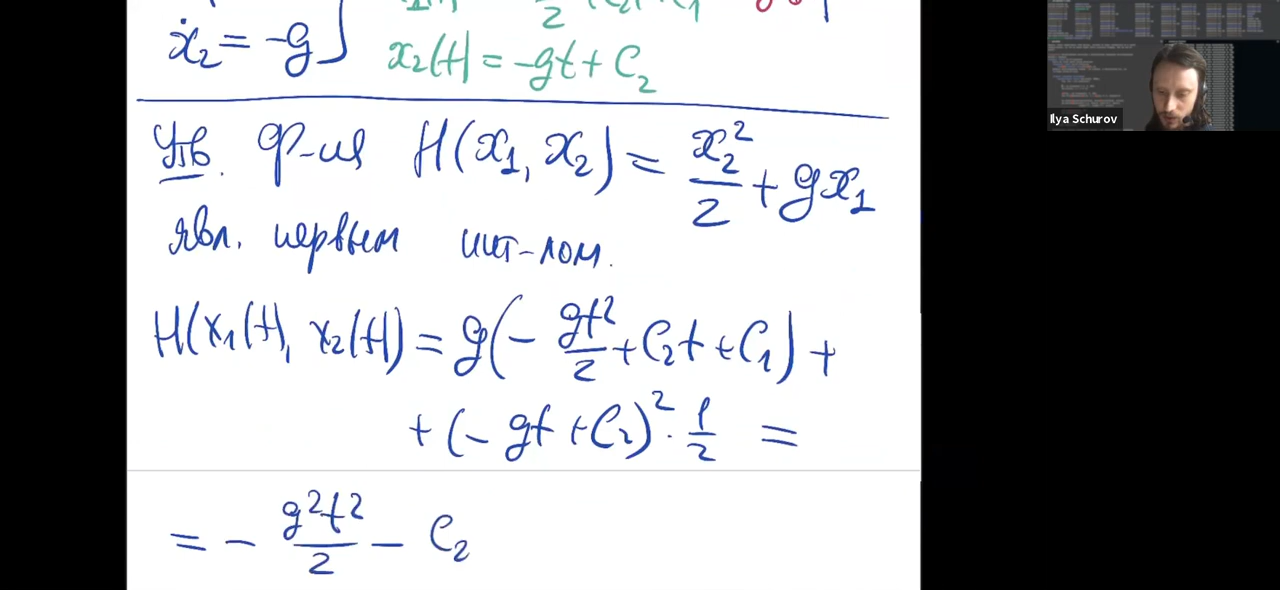 ẋ₂ = -g
x₂(t) = -gt + C₂
Утв. Ф-ия H(x₁, x₂) = x₂²/2 + gx₁
явл. первым инт-лом.
H(x₁(t), x₂(t)) = g(- gt²/2 + C₂t + C₁) +
+ (- gt + C₂)² · 1/2 =
= - g²t²/2 - C₂
Ilya Schurov